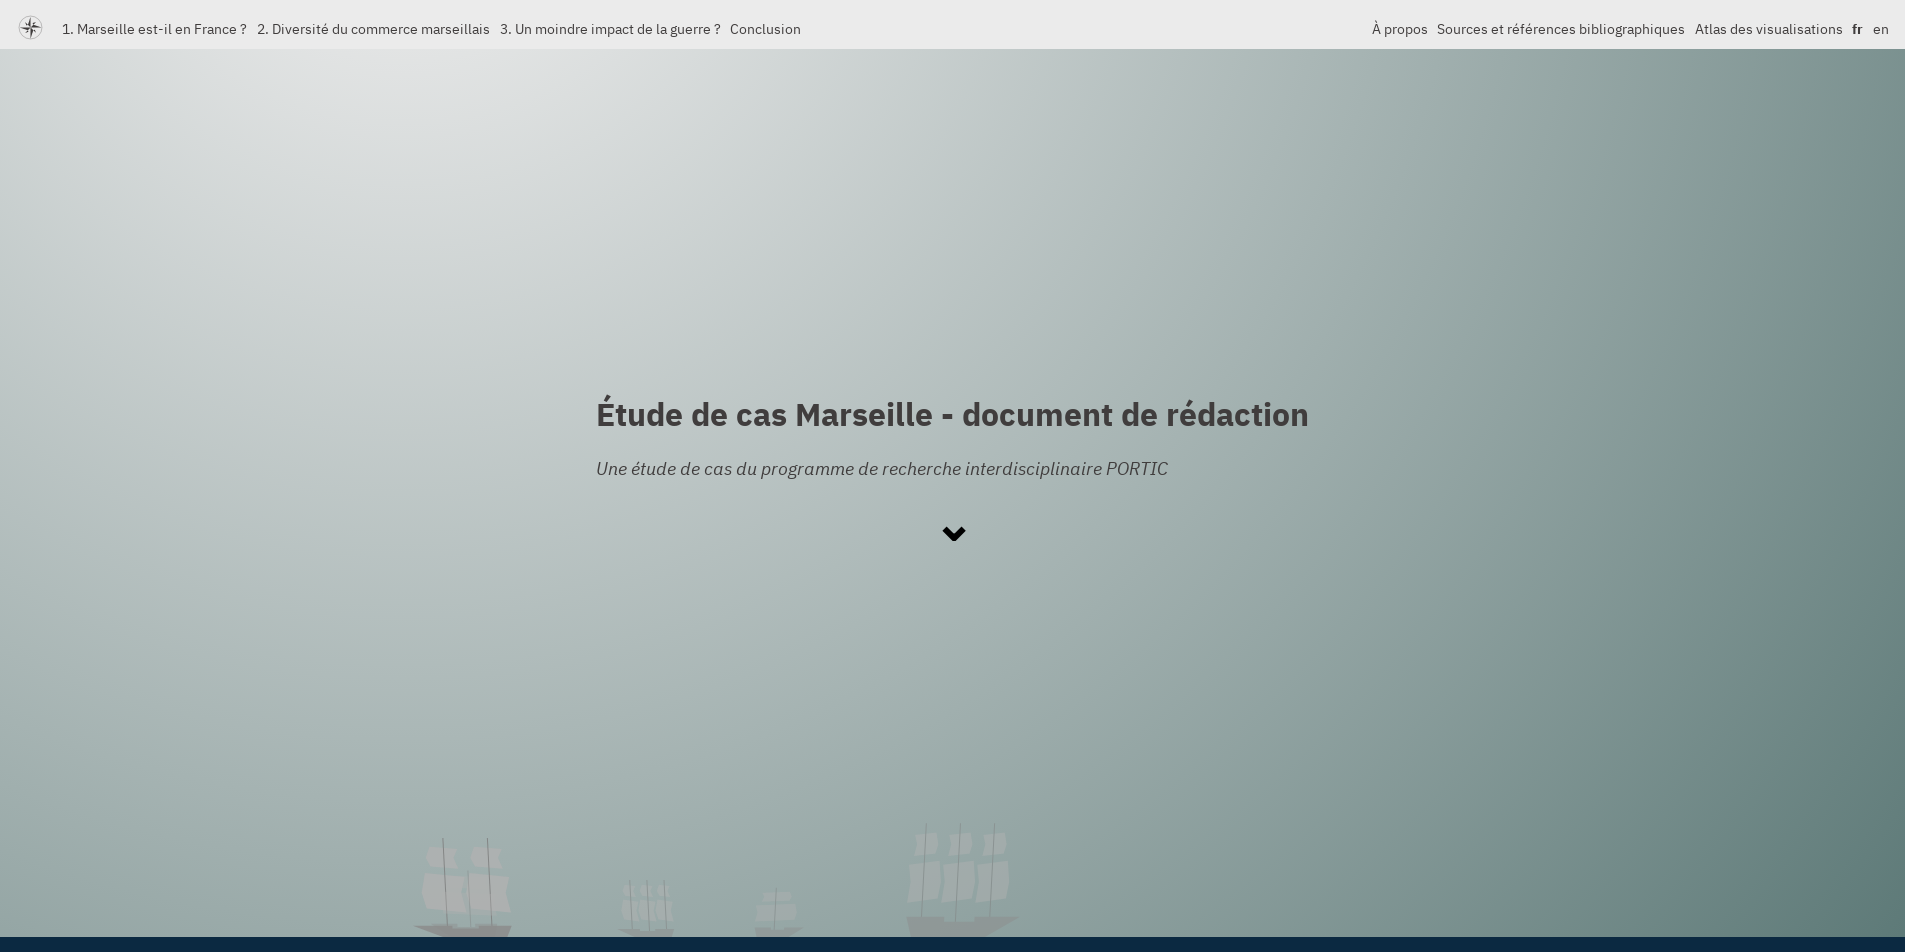 1. Marseille est-il en France ? 2. Diversité du commerce marseillais 3. Un moindre impact de la guerre ? Conclusion À propos Sources et références bibliographiques Atlas des visualisations fr en
Étude de cas Marseille - document de rédaction
Une étude de cas du programme de recherche interdisciplinaire PORTIC